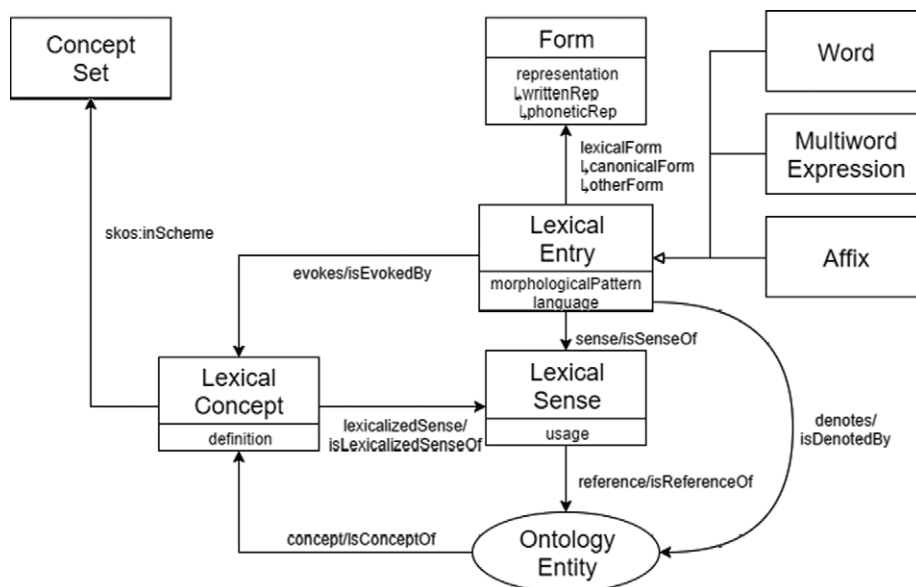 Concept
Set
Form
representation
↳writtenRep
↳phoneticRep
Word
Multiword
Expression
Affix
lexicalForm
↳canonicalForm
↳otherForm
skos:inScheme
Lexical
Entry
morphologicalPattern
language
evokes/isEvokedBy
sense/isSenseOf
Lexical
Concept
definition
lexicalizedSense/
isLexicalizedSenseOf
Lexical
Sense
usage
denotes/
isDenotedBy
reference/isReferenceOf
concept/IsConceptOf
Ontology
Entity